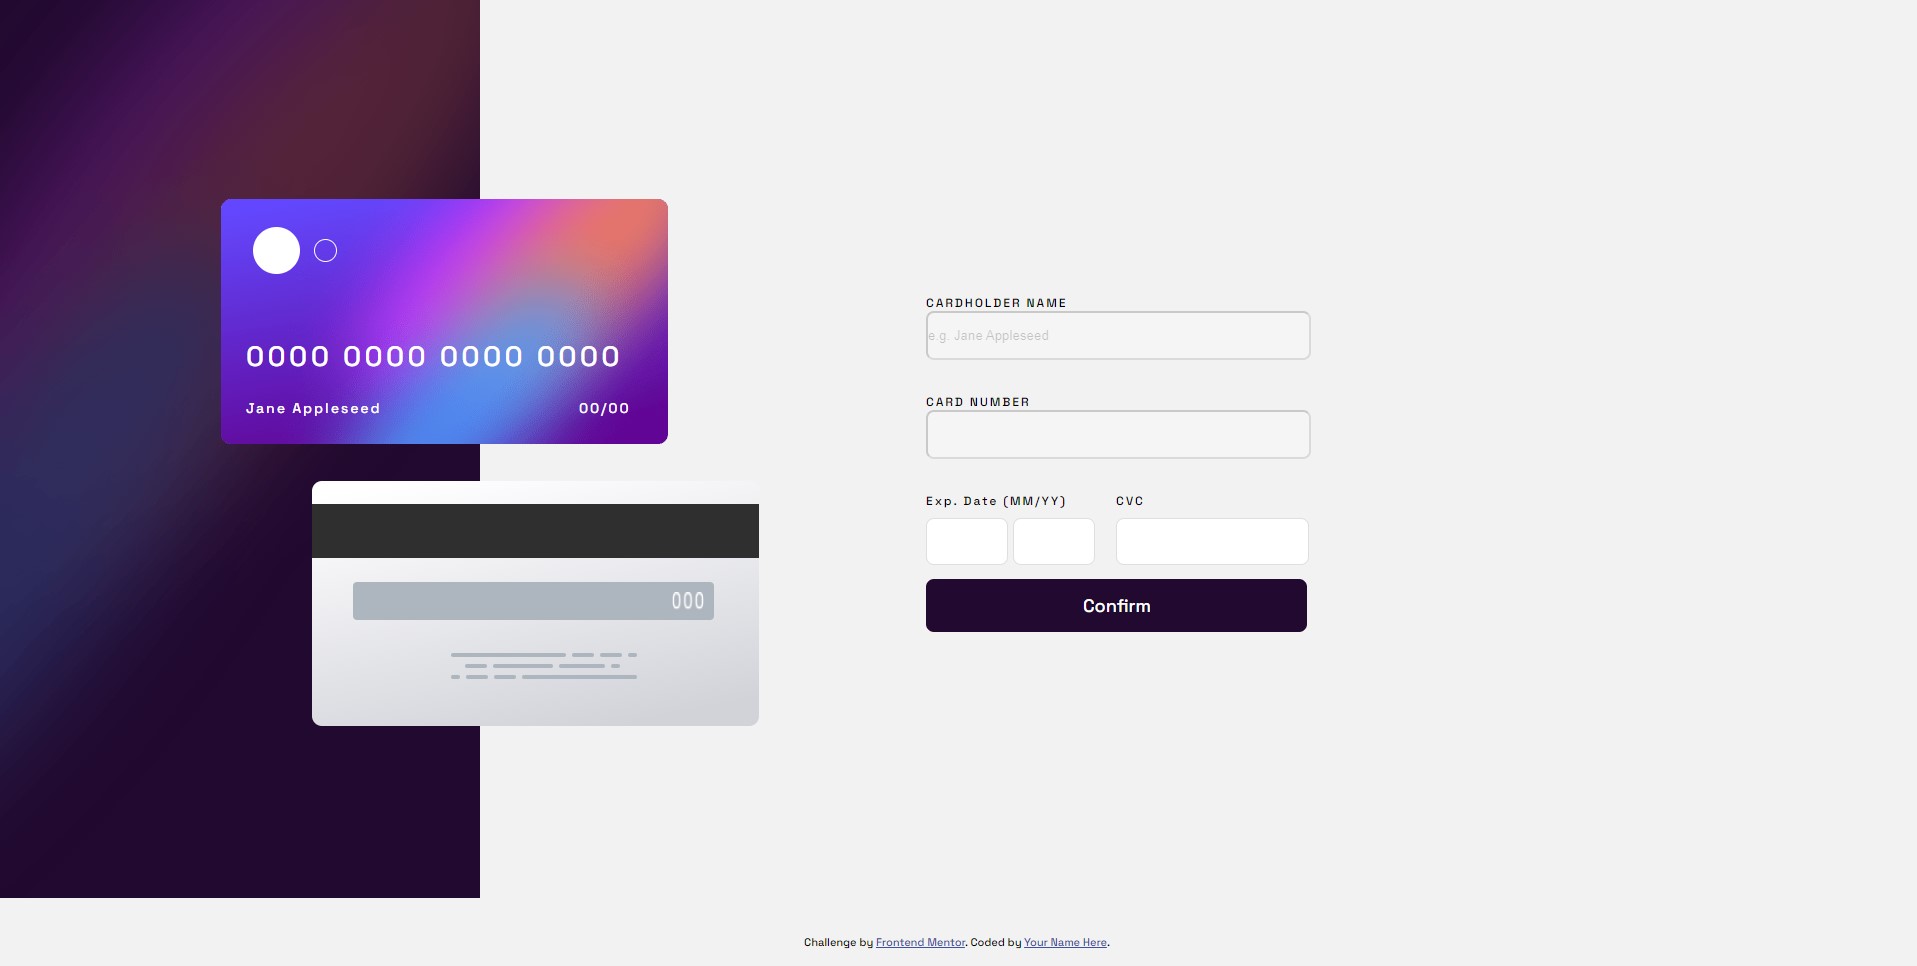 0000 0000 0000 0000
Jane Appleseed 00/00
000
CARDHOLDER NAME
e.g. Jane Appleseed
CARD NUMBER
Exp. Date (MM/YY) CVC
Confirm
Challenge by Frontend Mentor. Coded by Your Name Here.